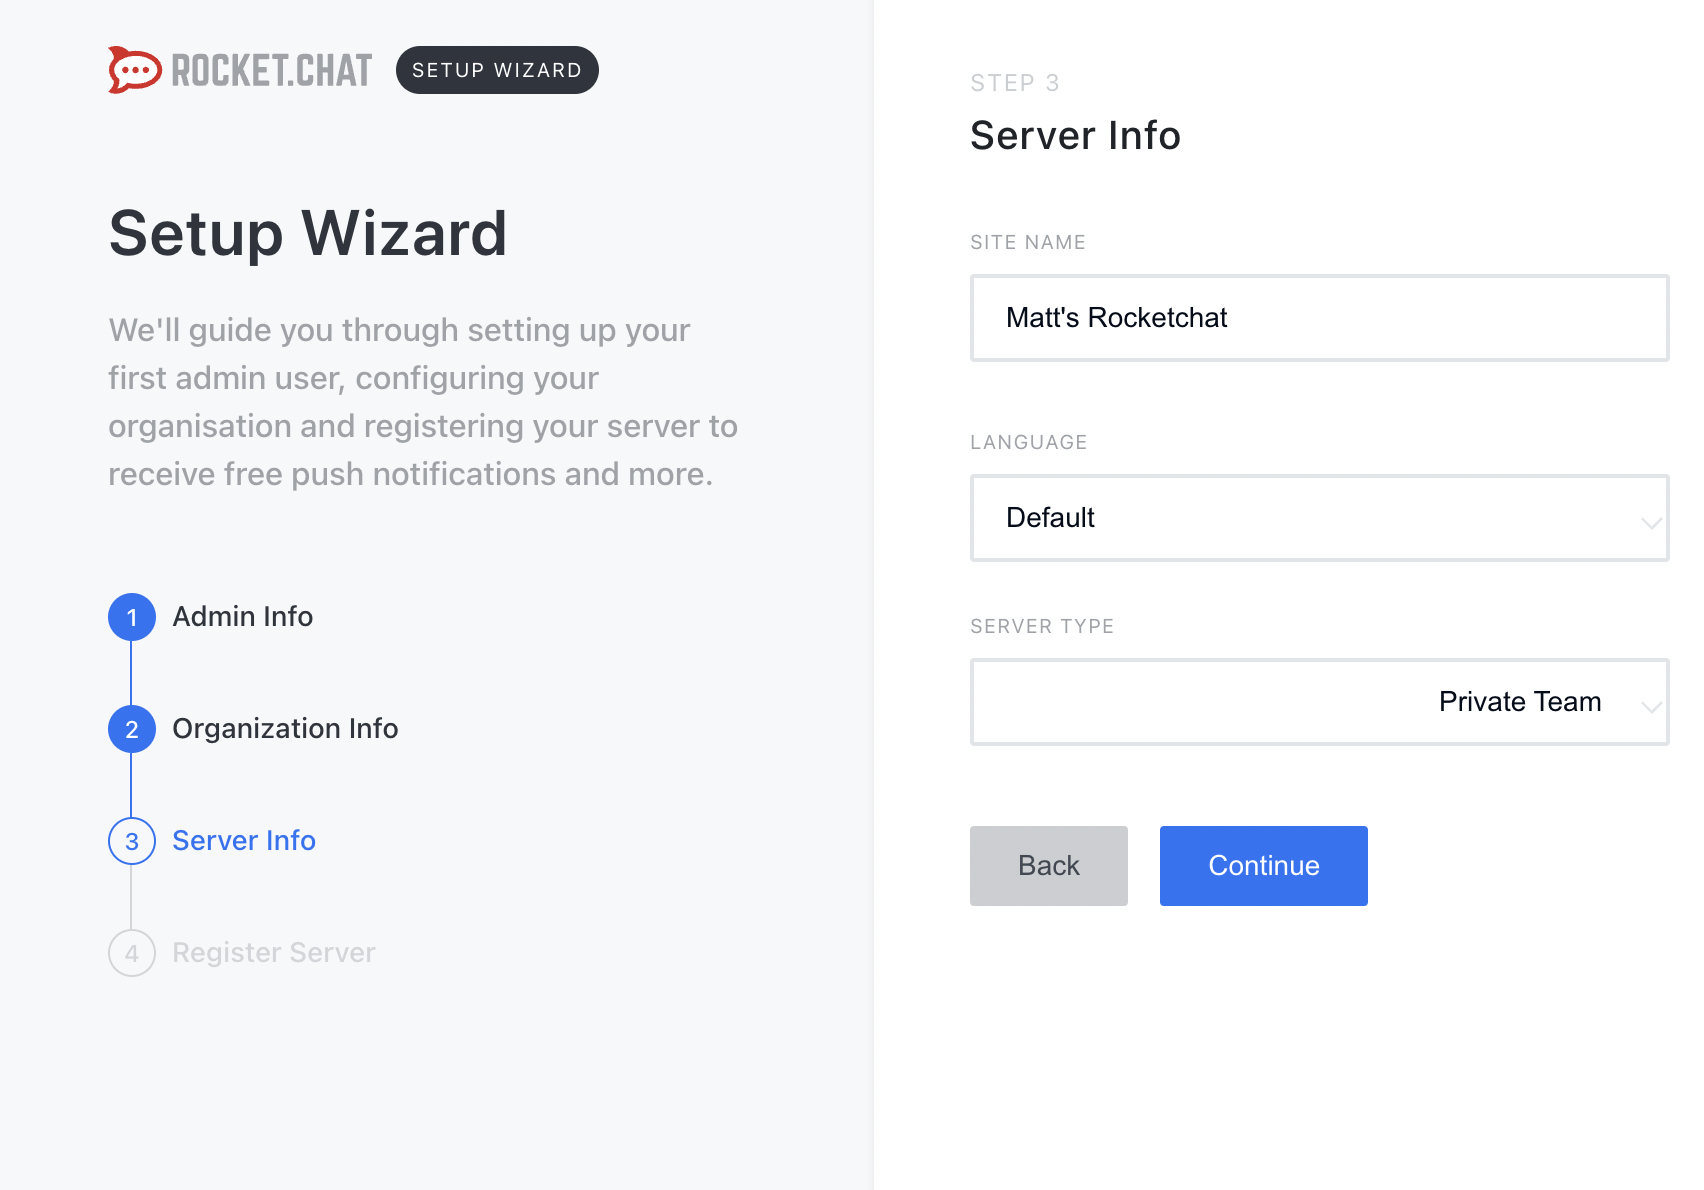 ROCKET.CHAT SETUP WIZARD
Setup Wizard
We'll guide you through setting up your
first admin user, configuring your
organisation and registering your server to
receive free push notifications and more.
1 Admin Info
2 Organization Info
3 Server Info
4 Register Server
STEP 3
Server Info
SITE NAME
Matt's Rocketchat
LANGUAGE
Default
SERVER TYPE
Private Team
Back Continue